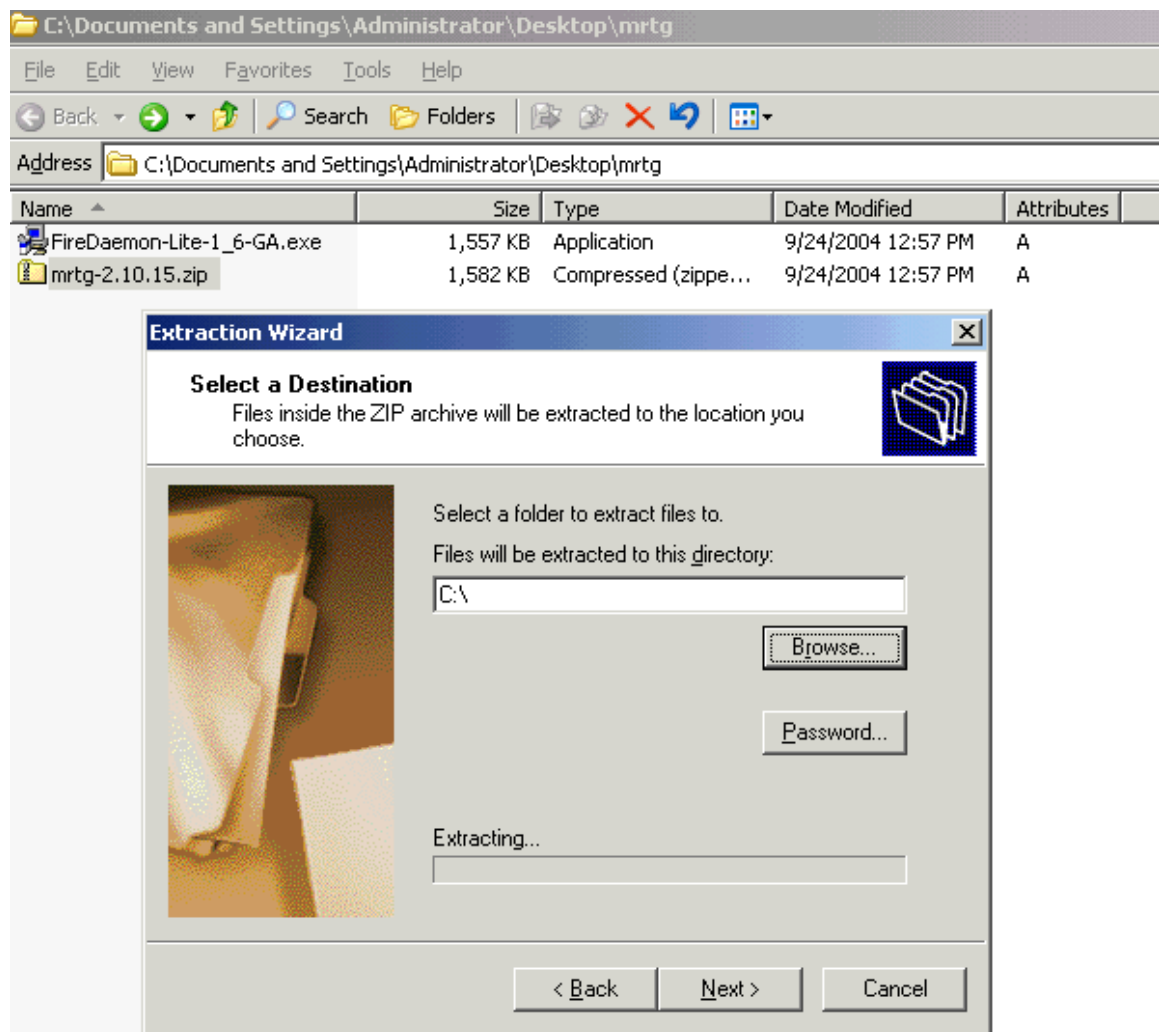 C:\Documents and Settings\Administrator\Desktop\mrtg
File Edit View Favorites Tools Help
Back Search Folders
Address C:\Documents and Settings\Administrator\Desktop\mrtg
Name Size Type Date Modified Attributes
FireDaemon-Lite-1_6-GA.exe 1,557 KB Application 9/24/2004 12:57 PM A
mrtg-2.10.15.zip 1,582 KB Compressed (zippe... 9/24/2004 12:57 PM A
Extraction Wizard
Select a Destination
Files inside the ZIP archive will be extracted to the location you
choose.
Select a folder to extract files to.
Files will be extracted to this directory:
C:\
Browse...
Password...
Extracting...
< Back Next > Cancel